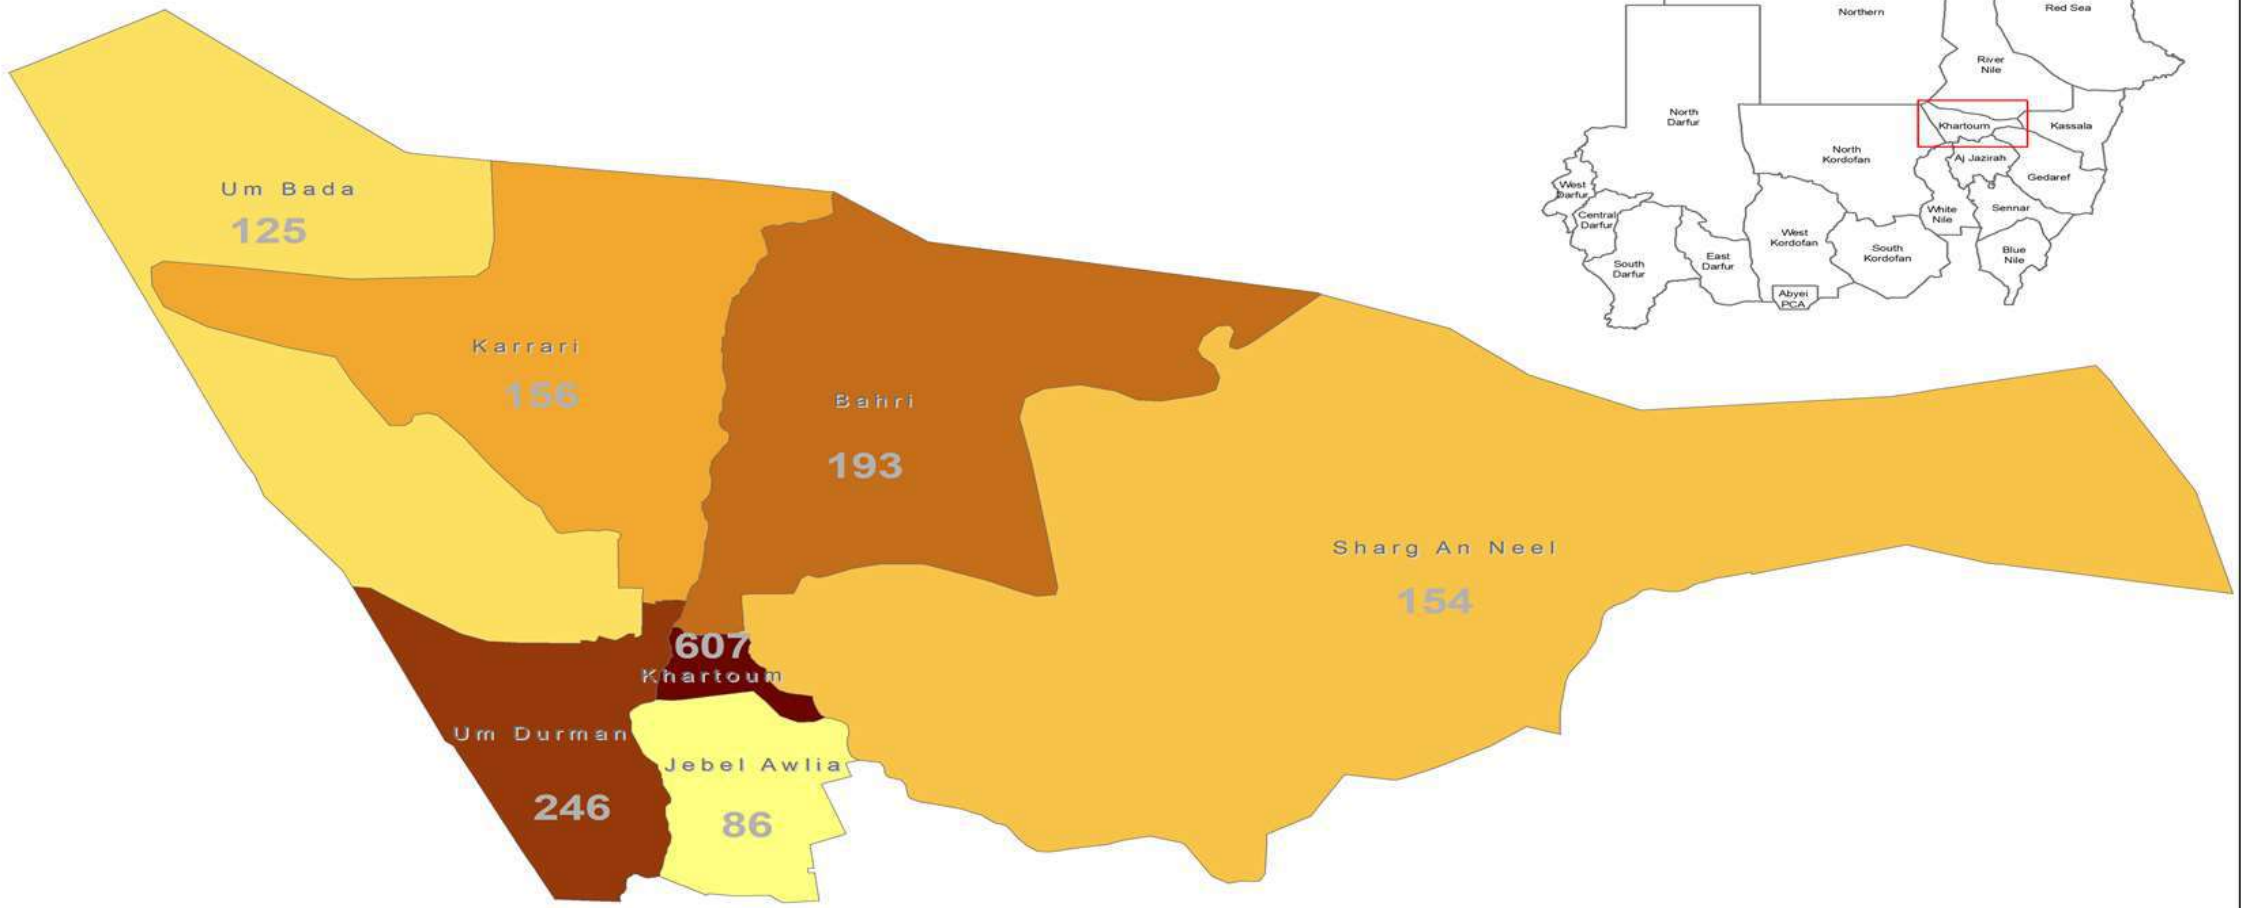 Um Bada
125
Karrari
156
Bahri
193
Sharg An Neel
154
607
Khartoum
Um Durman
246
Jebel Awlia
86
Northern
Red Sea
River
Nile
North
Darfur
Khartoum
Kassala
North
Kordofan
Aj Jazirah
Gedaref
West
Darfur
Central
Darfur
White
Nile
Sennar
West
Kordofan
South
Kordofan
Blue
Nile
South
Darfur
East
Darfur
Abyei
PCA